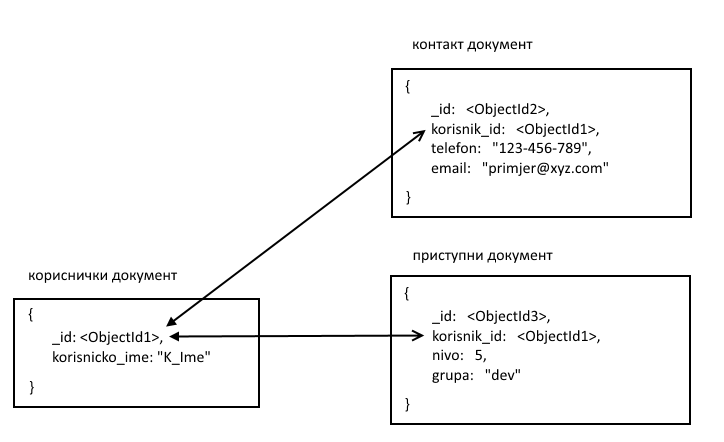 контакт документ
{
_id: <ObjectId2>,
korisnik_id: <ObjectId1>,
telefon: "123-456-789",
email: "primjer@xyz.com"
}
приступни документ
{
_id: <ObjectId3>,
korisnik_id: <ObjectId1>,
nivo: 5,
grupa: "dev"
}
кориснички документ
{
_id: <ObjectId1>,
korisnicko_ime: "K_Ime"
}